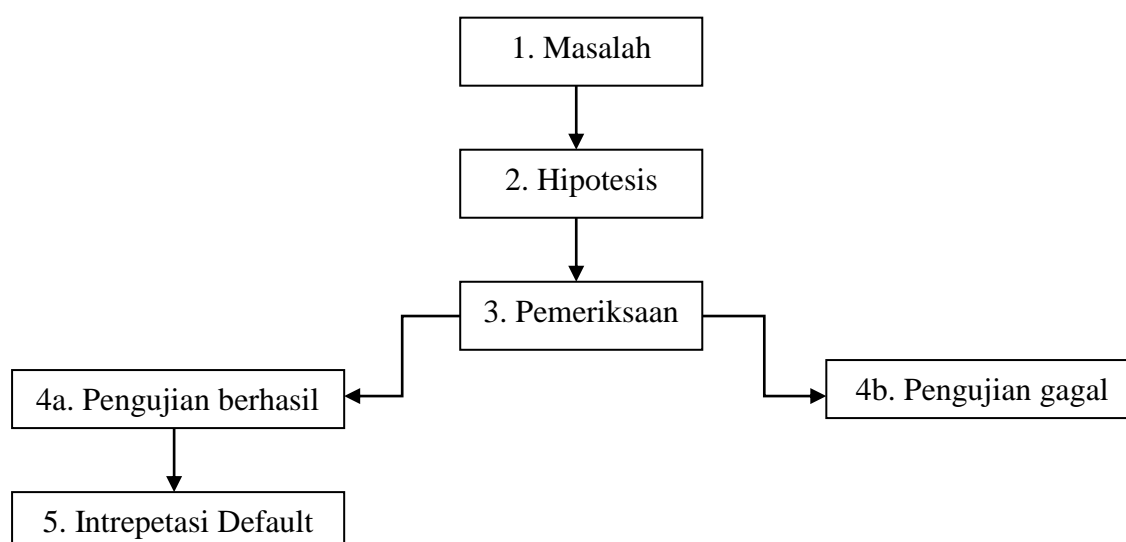 1. Masalah
2. Hipotesis
3. Pemeriksaan
4a. Pengujian berhasil
4b. Pengujian gagal
5. Intrepetasi Default